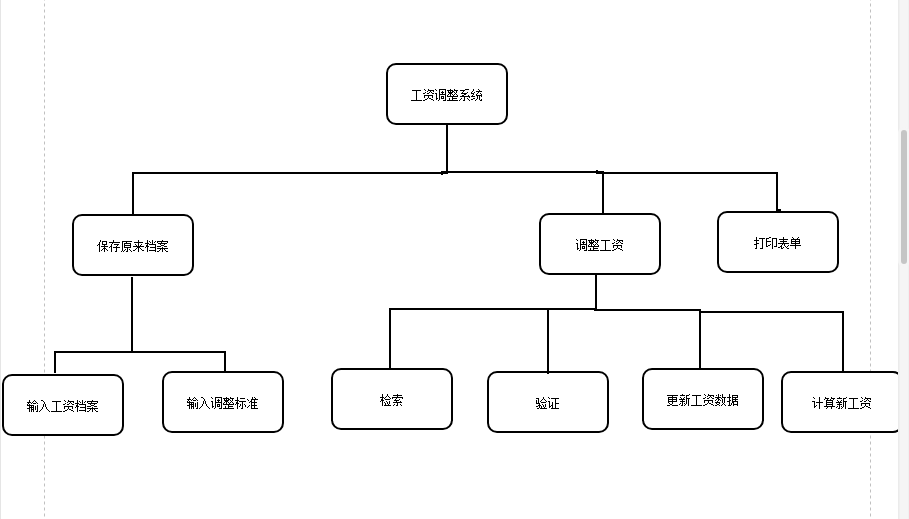 工资调整系统
保存原来档案
调整工资
打印表单
输入工资档案
输入调整标准
检索
验证
更新工资数据
计算新工资